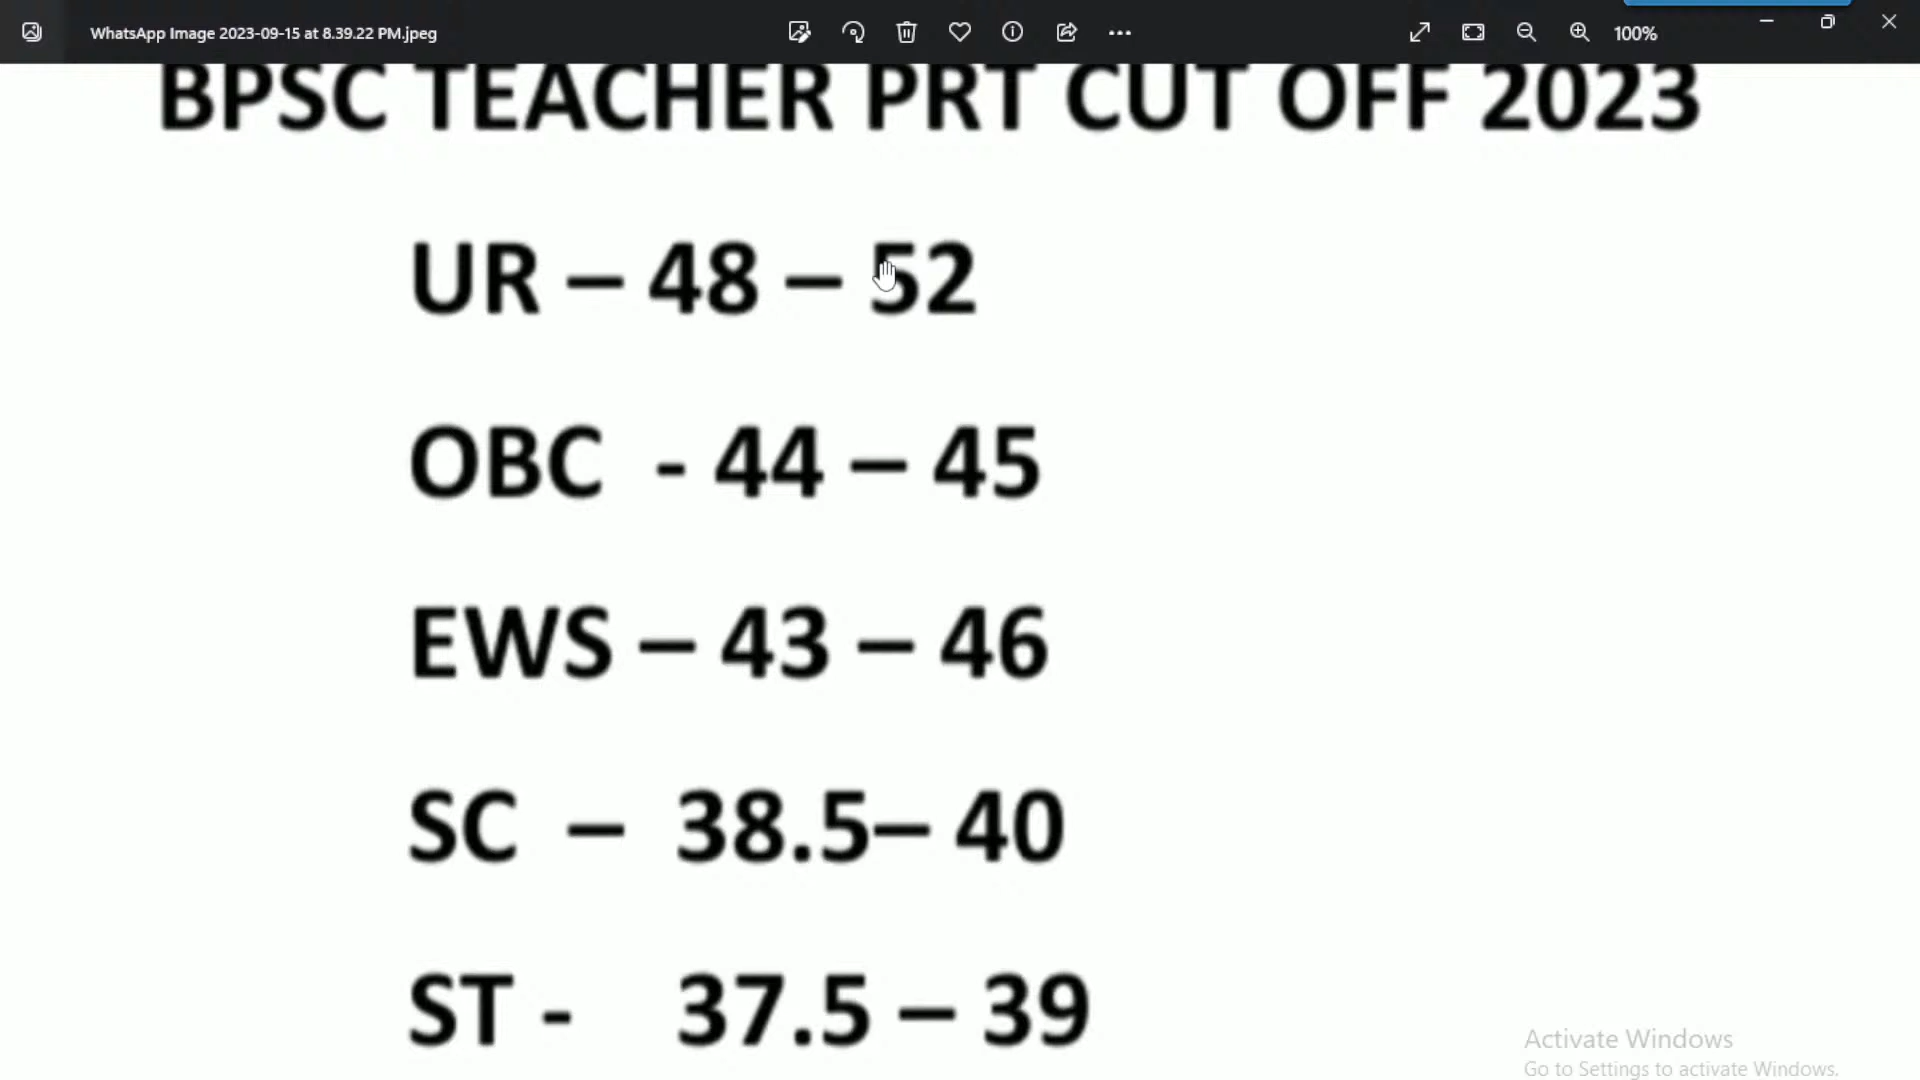 WhatsApp Image 2023-09-15 at 8.39.22 PM.jpeg
100%
BPSC TEACHER PRT CUT OFF 2023
UR – 48 – 52
OBC - 44 – 45
EWS – 43 – 46
SC – 38.5– 40
ST - 37.5 – 39
Activate Windows
Go to Settings to activate Windows.